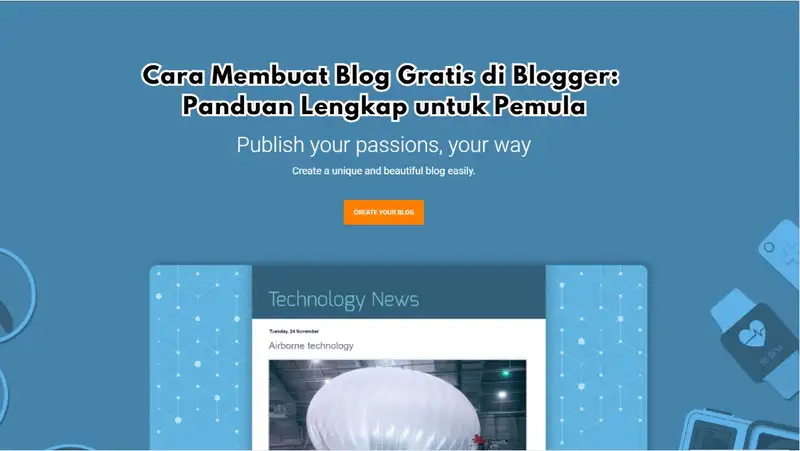 Cara Membuat Blog Gratis di Blogger:
Panduan Lengkap untuk Pemula
Publish your passions, your way
Create a unique and beautiful blog easily.
CREATE YOUR BLOG
Technology News
Tuesday, 24 November
Airborne technology